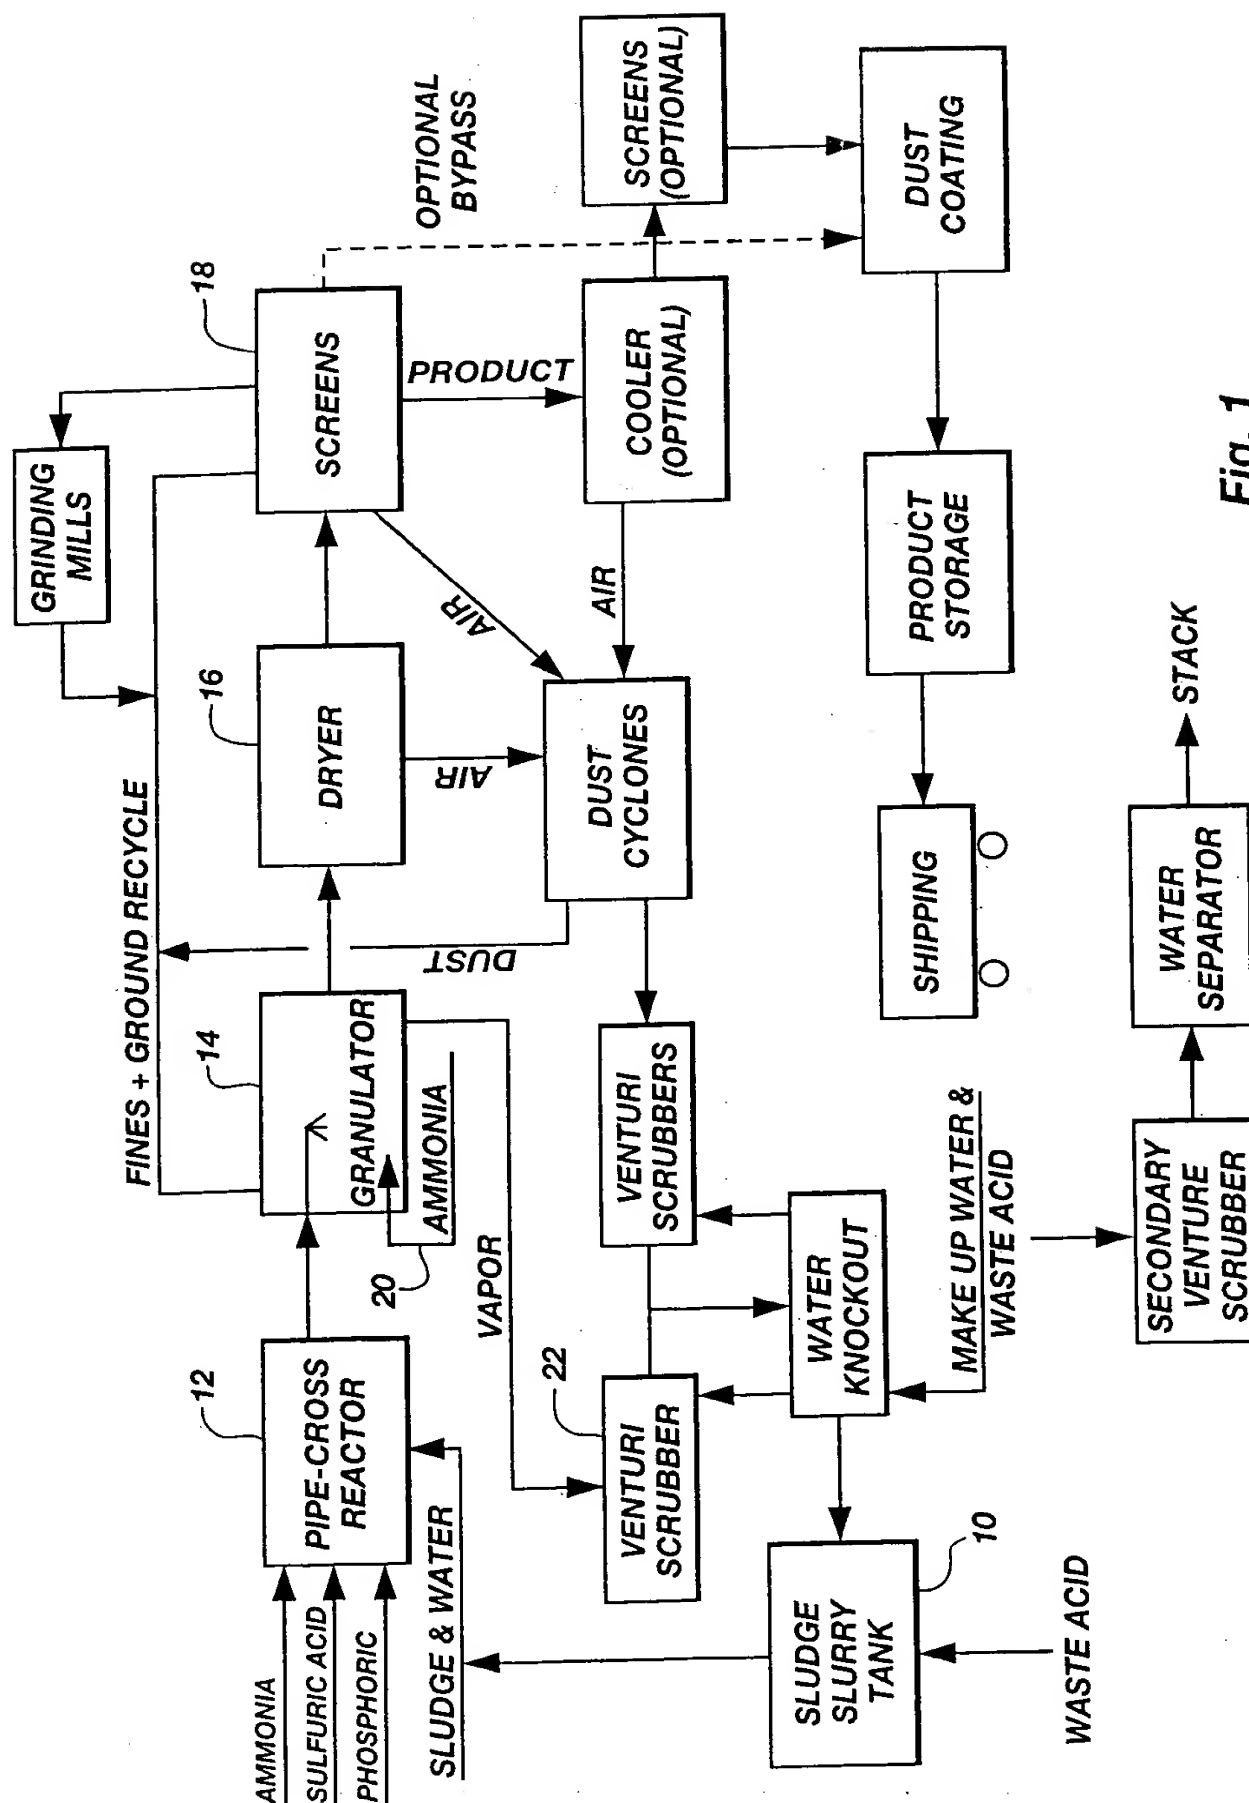 GRINDING
MILLS
FINES + GROUND RECYCLE
12
14
16
18
AMMONIA
SULFURIC ACID
PHOSPHORIC
PIPE-CROSS
REACTOR
GRANULATOR
DRYER
SCREENS
OPTIONAL
BYPASS
20
AMMONIA
SLUDGE & WATER
VAPOR
DUST
AIR
AIR
PRODUCT
22
VENTURI
SCRUBBER
VENTURI
SCRUBBERS
DUST
CYCLONES
AIR
COOLER
(OPTIONAL)
SCREENS
(OPTIONAL)
SLUDGE
SLURRY
TANK
10
WATER
KNOCKOUT
SHIPPING
PRODUCT
STORAGE
DUST
COATING
WASTE ACID
MAKE UP WATER &
WASTE ACID
SECONDARY
VENTURE
SCRUBBER
WATER
SEPARATOR
STACK
Fig. 1